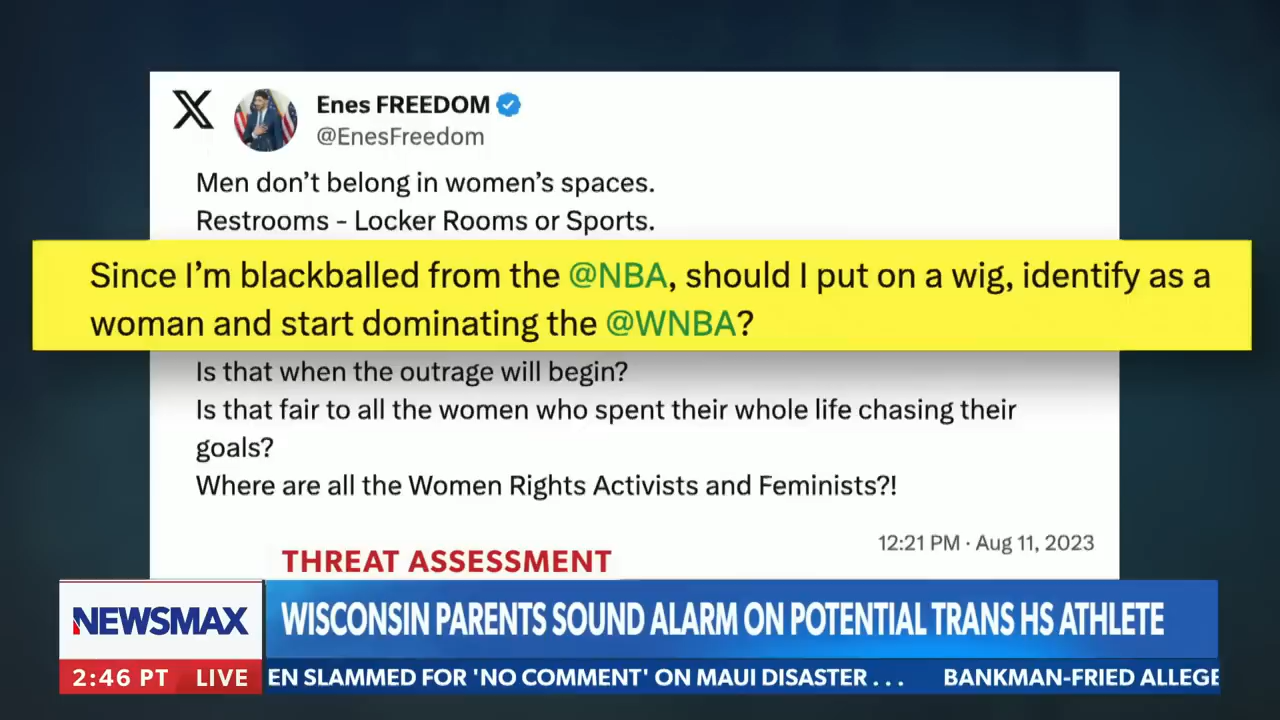 Enes FREEDOM
@EnesFreedom
Men don't belong in women's spaces.
Restrooms - Locker Rooms or Sports.
Since I'm blackballed from the @NBA, should I put on a wig, identify as a
woman and start dominating the @WNBA?
Is that when the outrage will begin?
Is that fair to all the women who spent their whole life chasing their
goals?
Where are all the Women Rights Activists and Feminists?!
12:21 PM · Aug 11, 2023
THREAT ASSESSMENT
NEWSMAX
WISCONSIN PARENTS SOUND ALARM ON POTENTIAL TRANS HS ATHLETE
2:46 PT LIVE
EN SLAMMED FOR 'NO COMMENT' ON MAUI DISASTER . . . BANKMAN-FRIED ALLEGE